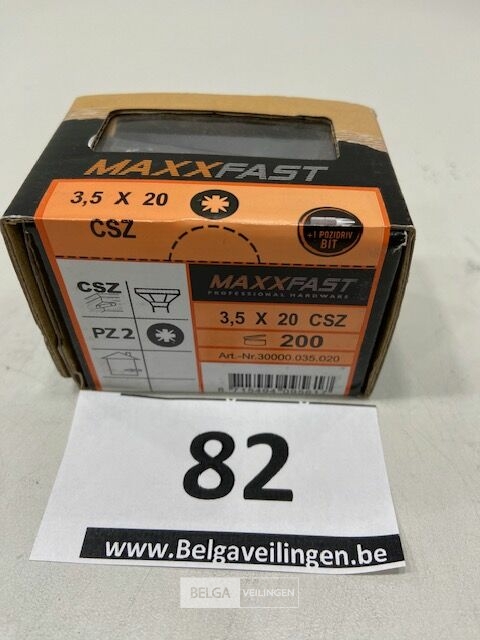 MAXXFAST
3,5 X 20
CSZ
+1 POZIDRIV
BIT
CSZ
PZ.2
MAXXFAST
PROFESSIONAL HARDWARE
3,5 X 20 CSZ
200
Art.-Nr.30000.035.020
82
www.Belgaveilingen.be
BELGA VEILINGEN